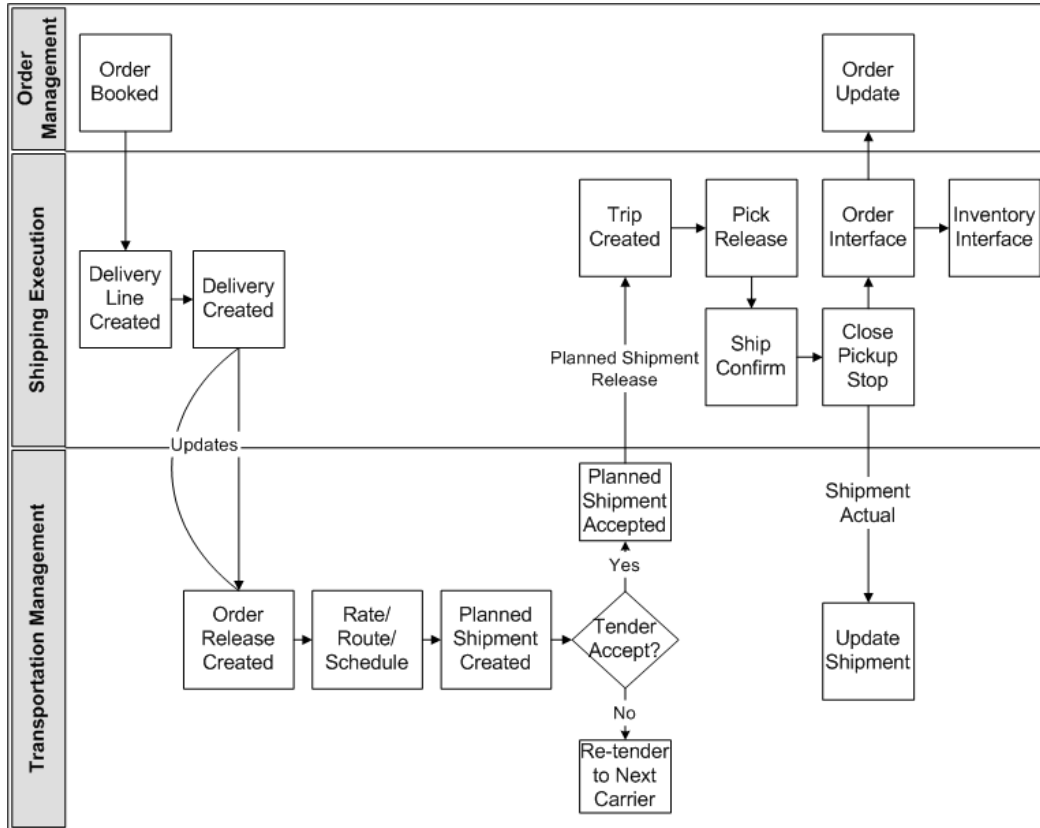 Order
Management
Order
Booked
Order
Update
Shipping Execution
Delivery
Line
Created
Delivery
Created
Trip
Created
Pick
Release
Order
Interface
Inventory
Interface
Ship
Confirm
Close
Pickup
Stop
Planned Shipment
Release
Updates
Transportation Management
Planned
Shipment
Accepted
Shipment
Actual
Yes
Order
Release
Created
Rate/
Route/
Schedule
Planned
Shipment
Created
Tender
Accept?
Update
Shipment
No
Re-tender
to Next
Carrier